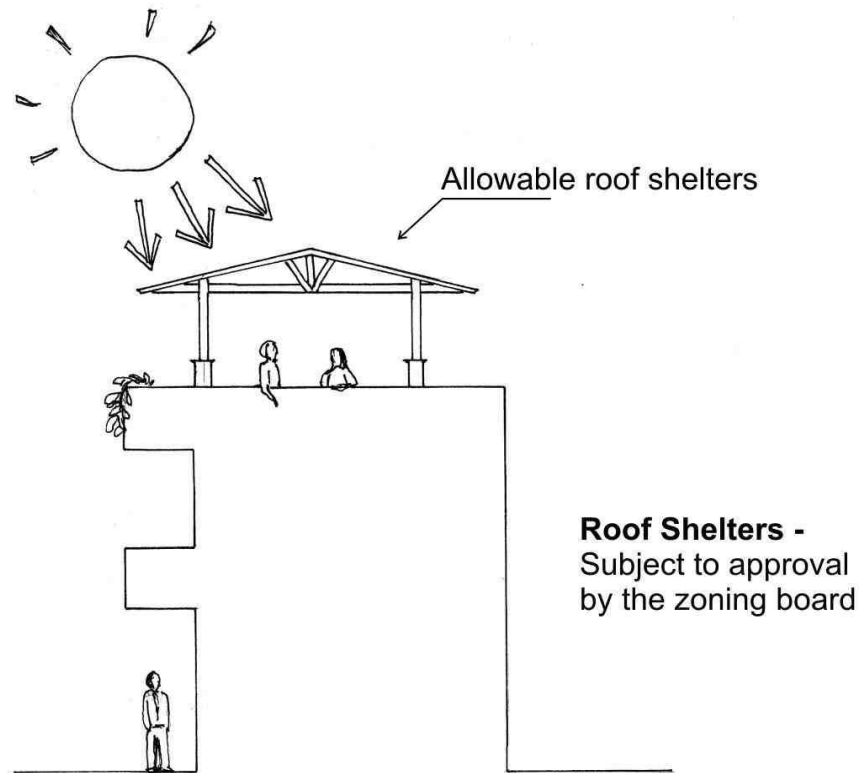 Allowable roof shelters
Roof Shelters -
Subject to approval
by the zoning board